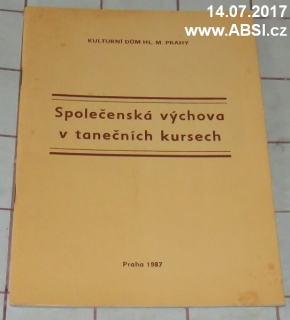 14.07.2017
www.ABSI.cz
KULTURNÍ DŮM HL. M. PRAHY
Společenská výchova
v tanečních kursech
Praha 1987